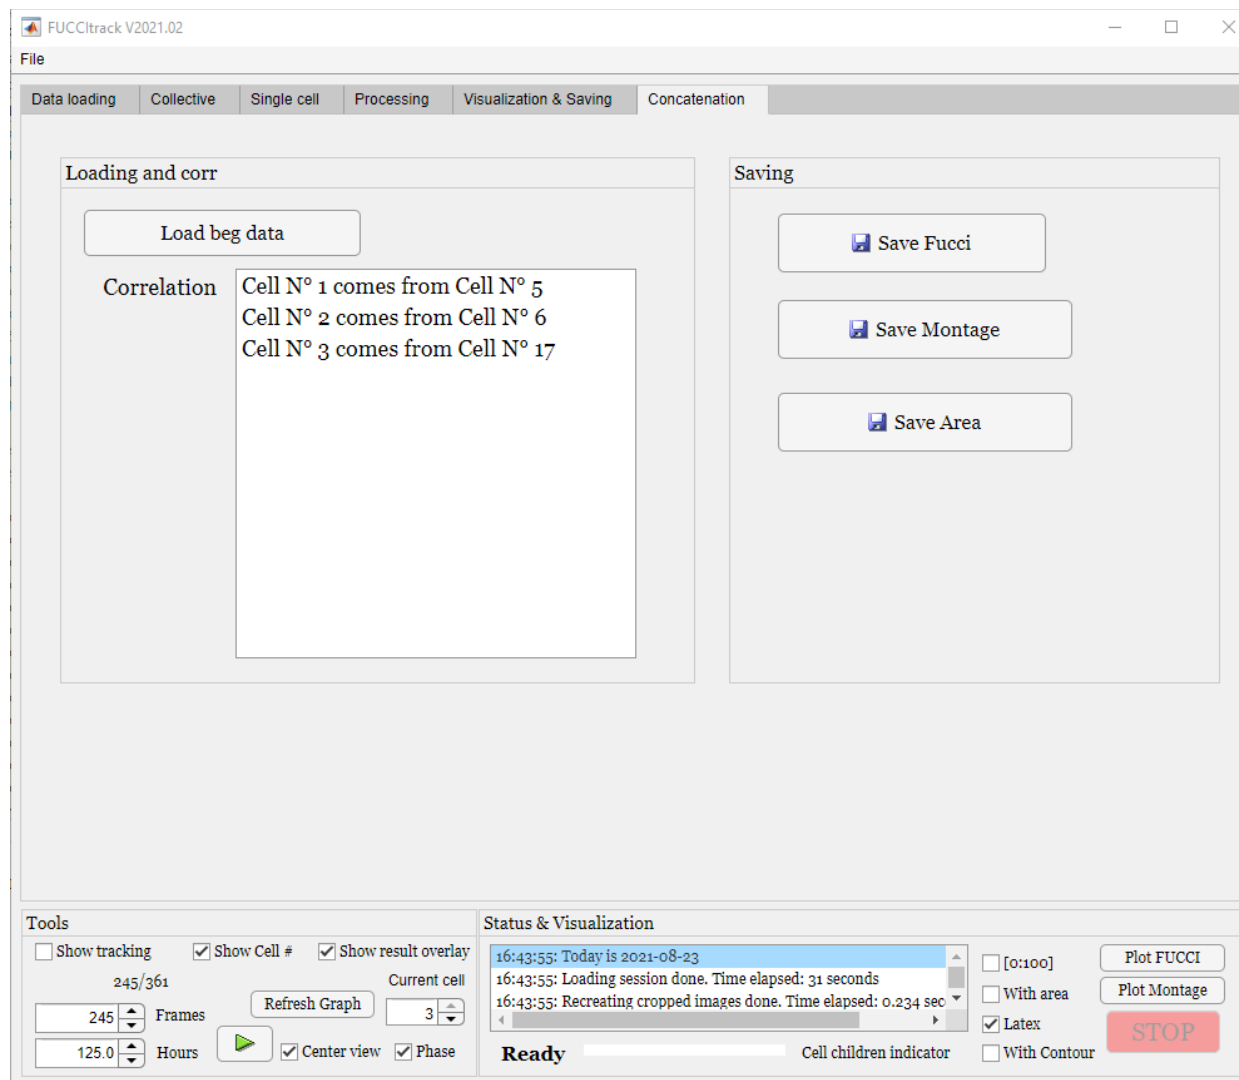 FUCCItrack V2021.02
File
Data loading
Collective
Single cell
Processing
Visualization & Saving
Concatenation
Loading and corr
Load beg data
Correlation
Cell N° 1 comes from Cell N° 5
Cell N° 2 comes from Cell N° 6
Cell N° 3 comes from Cell N° 17
Saving
Save Fucci
Save Montage
Save Area
Tools
Show tracking
Show Cell #
Show result overlay
245/361
Current cell
245
Frames
Refresh Graph
3
125.0
Hours
Center view
Phase
Status & Visualization
16:43:55: Today is 2021-08-23
16:43:55: Loading session done. Time elapsed: 31 seconds
16:43:55: Recreating cropped images done. Time elapsed: 0.234 sec
Ready
Cell children indicator
[0:100]
With area
Latex
With Contour
Plot FUCCI
Plot Montage
STOP